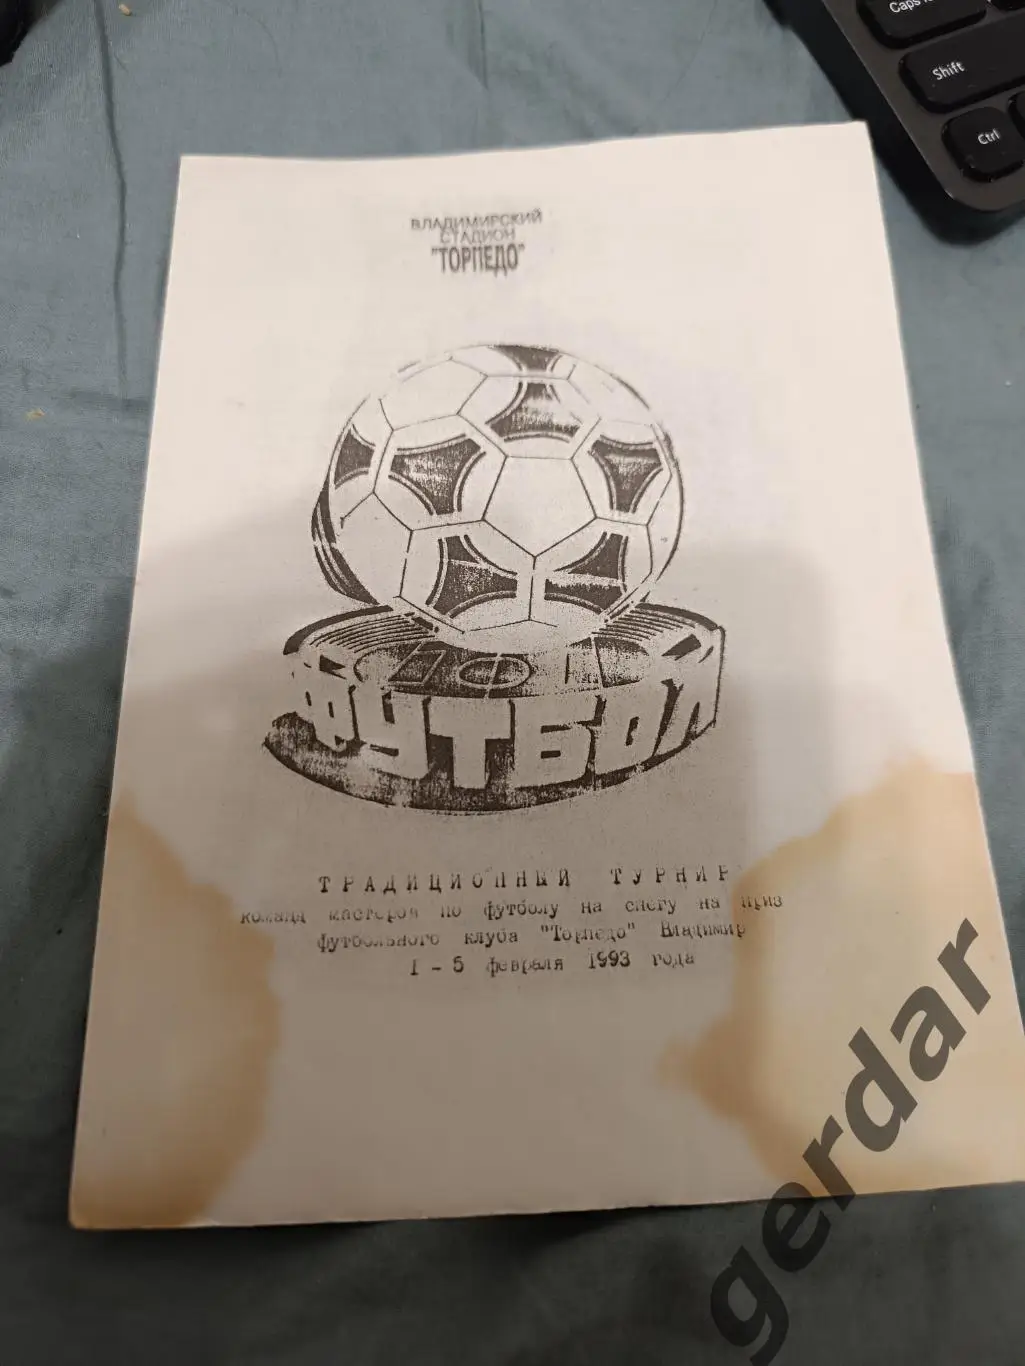 Caps
Shift
Ctrl
ВЛАДИМИРСКИЙ
СТАДИОН
"ТОРПЕДО"
ФУТБОЛ
ТРАДИЦИОННЫЙ ТУРНИР
команд мастеров по футболу на снегу на приз
футбольного клуба "Торпедо" Владимир
I - 5 февраля 1993 года
gerdar